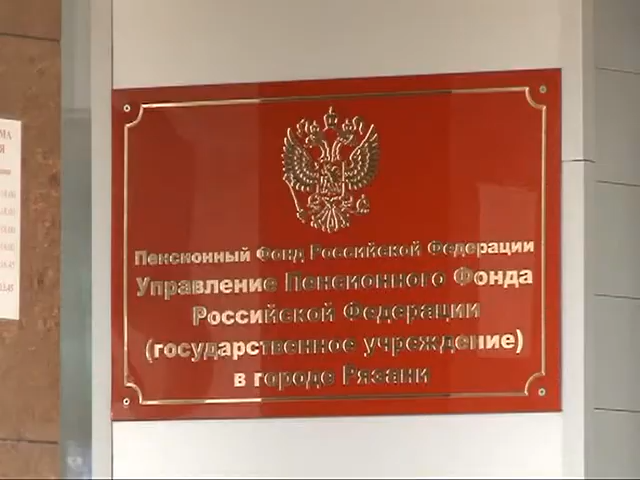 Пенсионный Фонд Российской Федерации
Управление Пенсионного Фонда
Российской Федерации
(государственное учреждение)
в городе Рязани